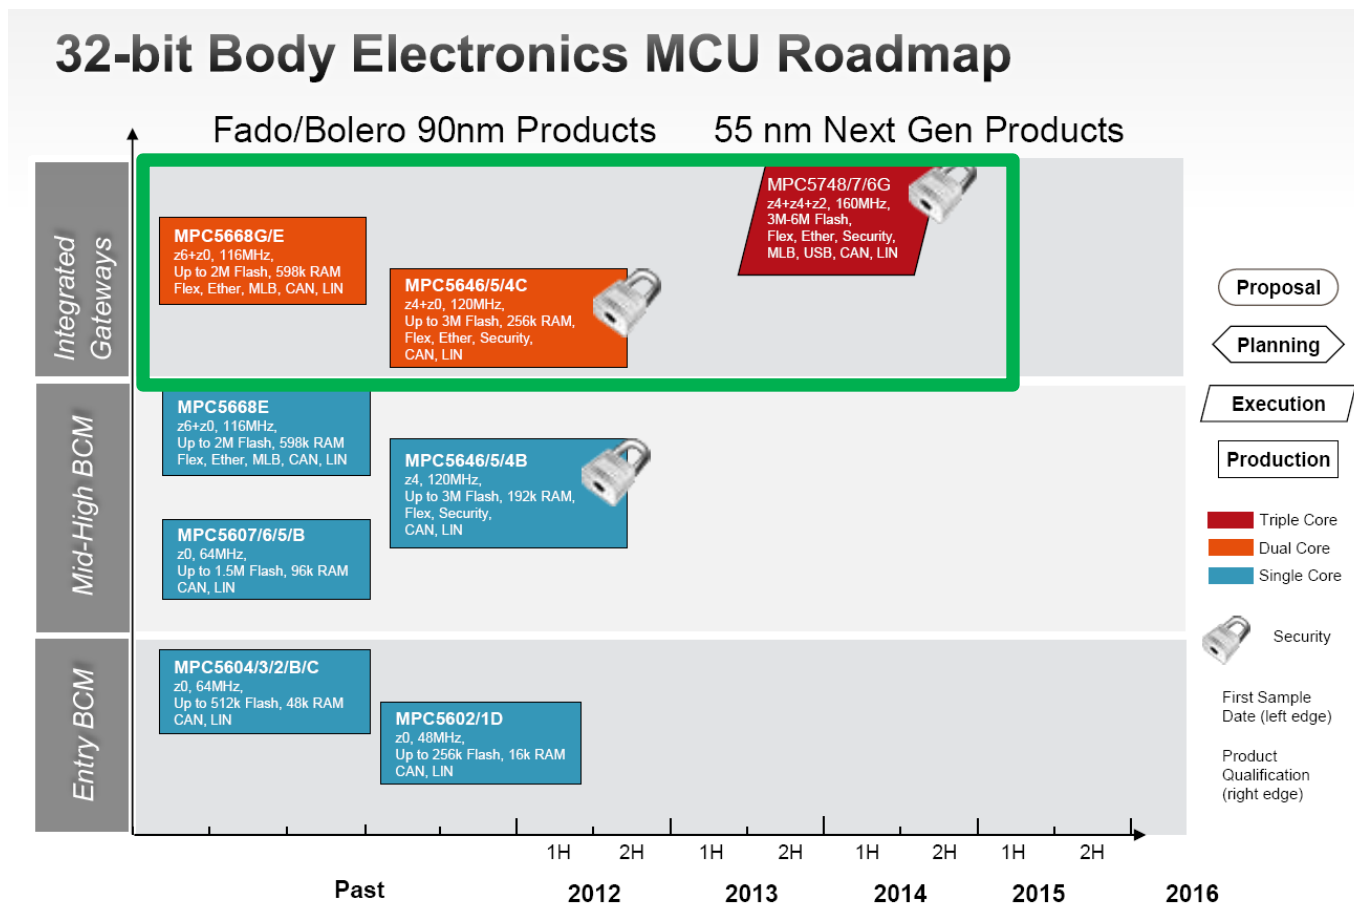 32-bit Body Electronics MCU Roadmap
Fado/Bolero 90nm Products
55 nm Next Gen Products
Integrated
Gateways
MPC5668G/E
z6+z0, 116MHz,
Up to 2M Flash, 598k RAM
Flex, Ether, MLB, CAN, LIN
MPC5646/5/4C
z4+z0, 120MHz,
Up to 3M Flash, 256k RAM,
Flex, Ether, Security,
CAN, LIN
MPC5748/7/6G
z4+z4+z2, 160MHz,
3M-6M Flash,
Flex, Ether, Security,
MLB, USB, CAN, LIN
Mid-High BCM
MPC5668E
z6+z0, 116MHz,
Up to 2M Flash, 598k RAM
Flex, Ether, MLB, CAN, LIN
MPC5646/5/4B
z4, 120MHz,
Up to 3M Flash, 192k RAM,
Flex, Security,
CAN, LIN
MPC5607/6/5/B
z0, 64MHz,
Up to 1.5M Flash, 96k RAM
CAN, LIN
Entry BCM
MPC5604/3/2/B/C
z0, 64MHz,
Up to 512k Flash, 48k RAM
CAN, LIN
MPC5602/1D
z0, 48MHz,
Up to 256k Flash, 16k RAM
CAN, LIN
1H
2H
1H
2H
1H
2H
1H
2H
Past
2012
2013
2014
2015
2016
Proposal
Planning
Execution
Production
Triple Core
Dual Core
Single Core
Security
First Sample
Date (left edge)
Product
Qualification
(right edge)